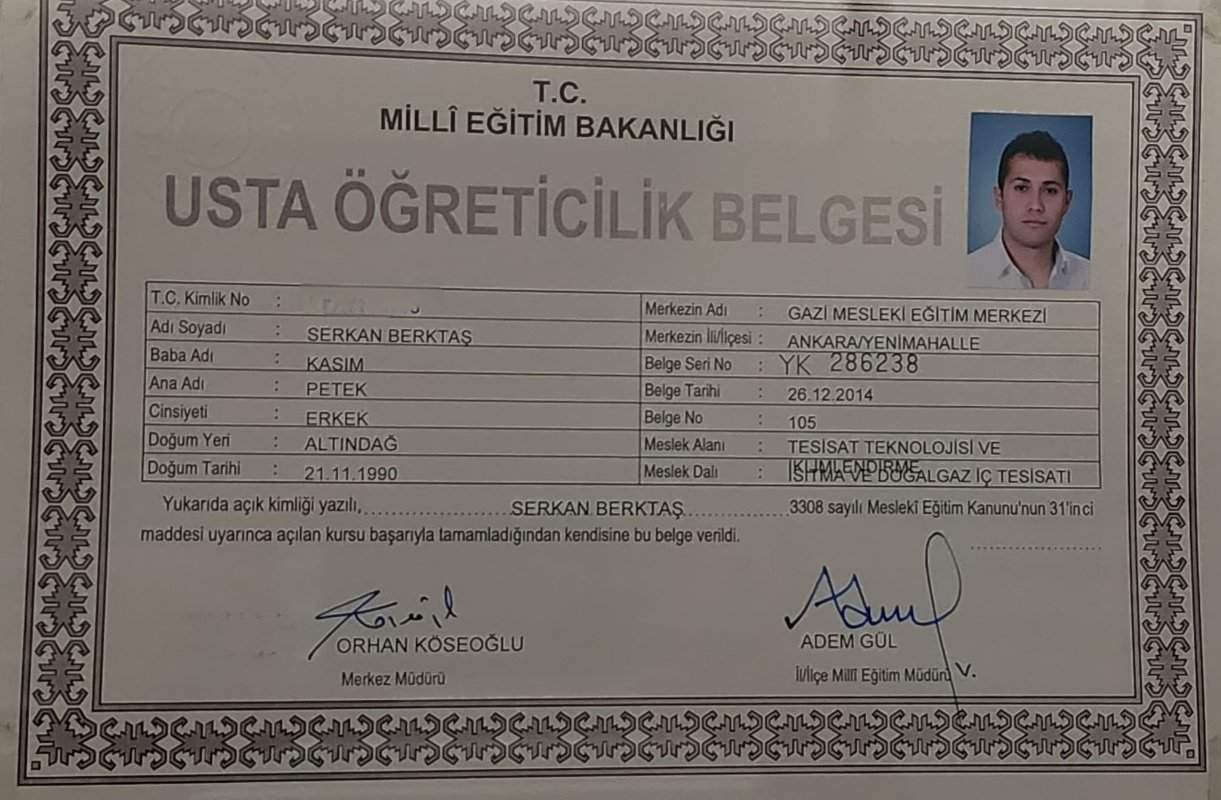 T.C.
MİLLÎ EĞİTİM BAKANLIĞI
USTA ÖĞRETİCİLİK BELGESİ
T.C. Kimlik No :
Adı Soyadı : SERKAN BERKTAŞ
Baba Adı : KASIM
Ana Adı : PETEK
Cinsiyeti : ERKEK
Doğum Yeri : ALTINDAĞ
Doğum Tarihi : 21.11.1990
Merkezin Adı : GAZİ MESLEKİ EĞİTİM MERKEZİ
Merkezin İli/İlçesi : ANKARA/YENİMAHALLE
Belge Seri No : YK 286238
Belge Tarihi : 26.12.2014
Belge No : 105
Meslek Alanı : TESİSAT TEKNOLOJİSİ VE
İKLİMLENDİRME
Meslek Dalı : ISITMA VE DOĞALGAZ İÇ TESİSATI
Yukarıda açık kimliği yazılı,....................SERKAN BERKTAŞ....................3308 sayılı Meslekî Eğitim Kanunu'nun 31'inci
maddesi uyarınca açılan kursu başarıyla tamamladığından kendisine bu belge verildi.
ORHAN KÖSEOĞLU
Merkez Müdürü
ADEM GÜL
İl/İlçe Millî Eğitim Müdürü V.